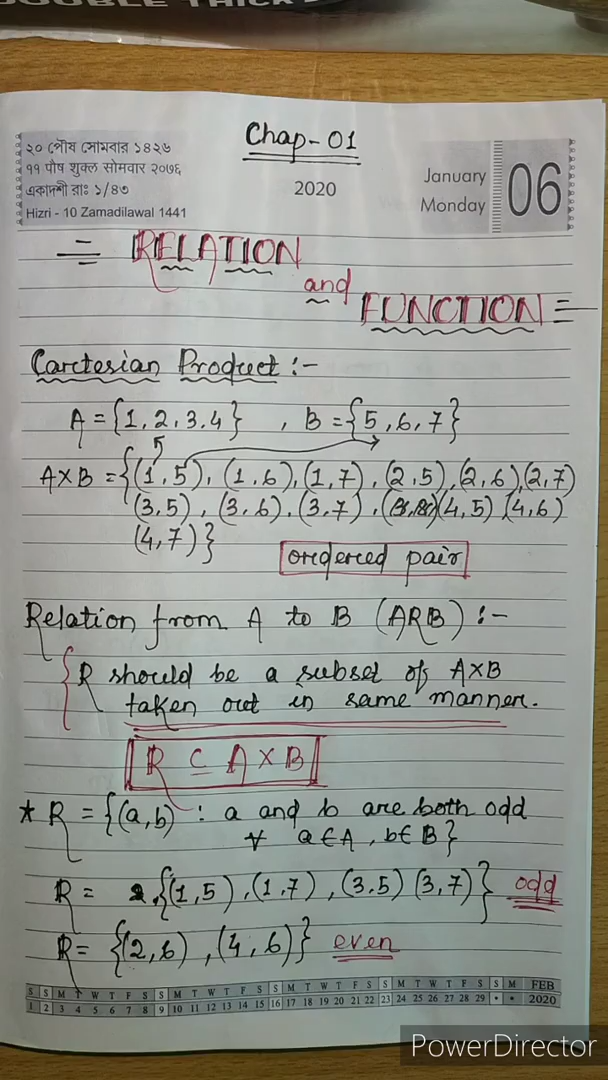 DOUBLE THICK
Chap-01
২০ পৌষ সোমবার ১৪২৬
११ पौष शुक्ल सोमवार २०७६
একাদশী রাঃ ১/৪৩
Hizri - 10 Zamadilawal 1441
2020
January
Monday
06
= RELATION
and
FUNCTION =
Carctesian Product :-
A = {1,2,3.4} , B = {5,6,7}
A×B = {(1,5), (1,6), (1,7), (2,5), (2,6), (2,7)
(3,5), (3,6), (3,7), (4,5), (4,6)
(4,7)}
ordered pair
Relation from A to B (ARB) :-
{ R should be a subset of A×B
taken out in same manner.
R ⊆ A × B
* R = {(a,b) : a and b are both odd
∀ a∈A, b∈B}
R = {(1,5), (1,7), (3,5) (3,7)} odd
R = {(2,6), (4,6)} even
S S M T W T F S S M T W T F S S M T W T F S S M T W T F S S M FEB
1 2 3 4 5 6 7 8 9 10 11 12 13 14 15 16 17 18 19 20 21 22 23 24 25 26 27 28 29 • • 2020
PowerDirector